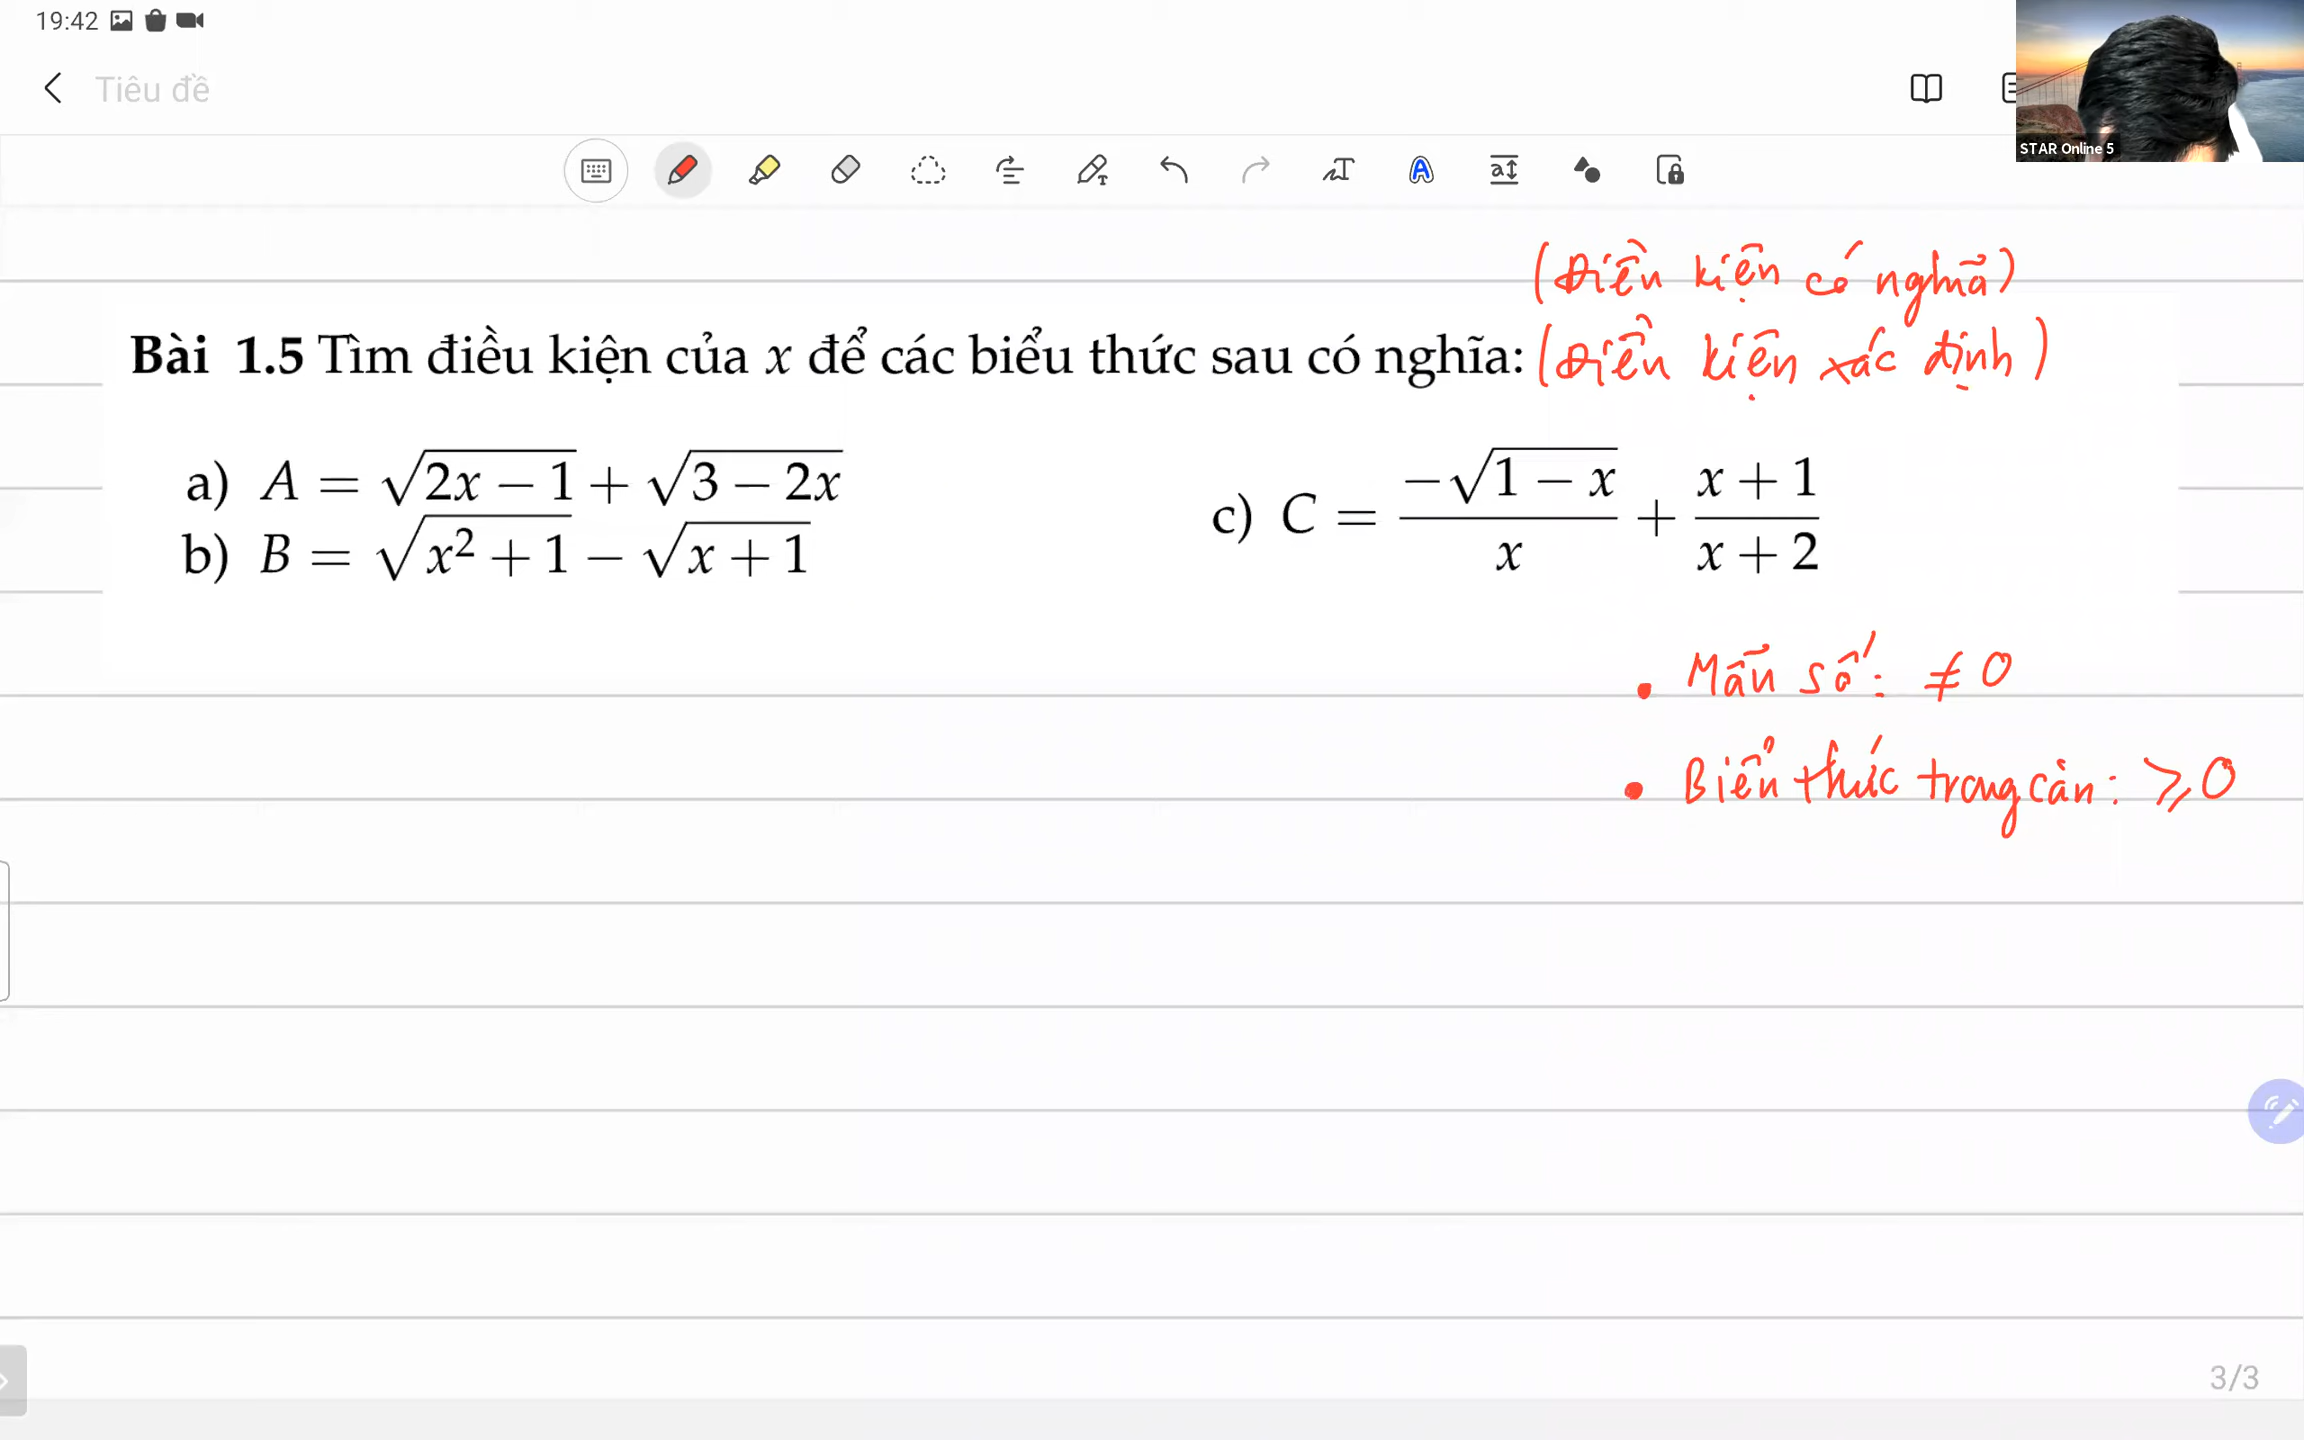 19:42
Tiêu đề
STAR Online 5
(Điều kiện có nghĩa)
Bài 1.5 Tìm điều kiện của x để các biểu thức sau có nghĩa: (Điều kiện xác định)
a) A = √(2x − 1) + √(3 − 2x)
b) B = √(x² + 1) − √(x + 1)
c) C = (−√(1 − x))/x + (x + 1)/(x + 2)
• Mẫu số: ≠ 0
• Biểu thức trong căn: ⩾ 0
3/3